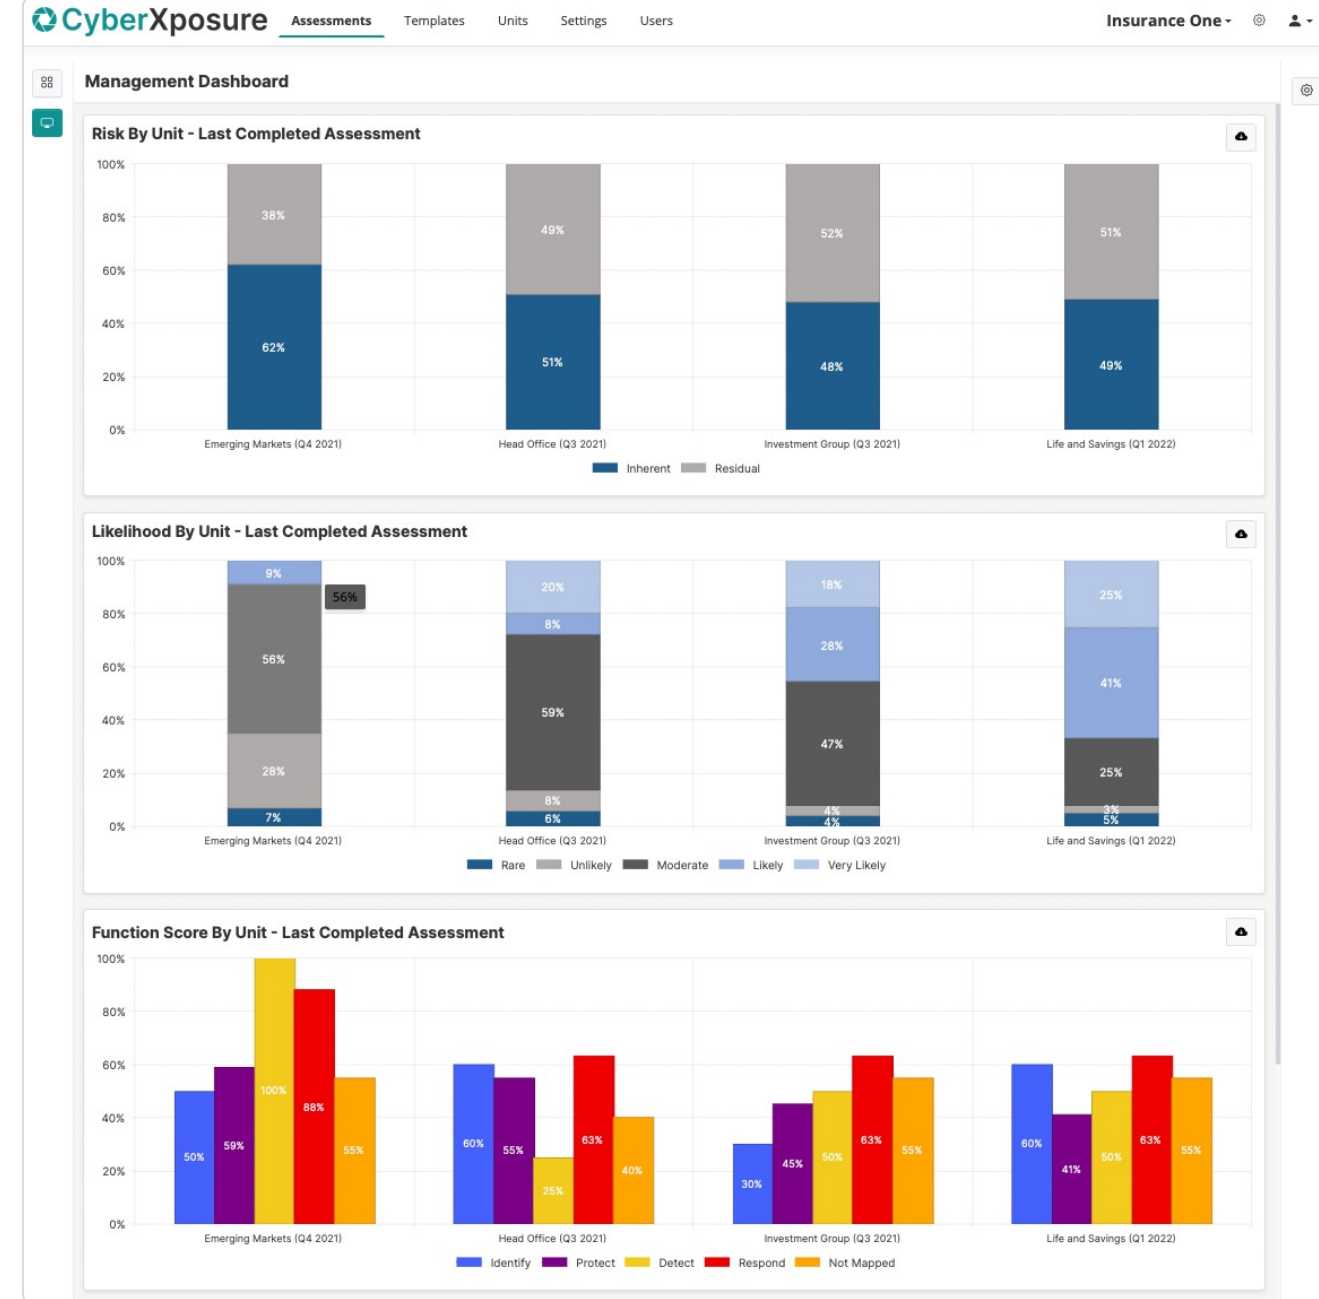 CyberXposure Assessments Templates Units Settings Users Insurance One
Management Dashboard
Risk By Unit - Last Completed Assessment
100%
80%
60%
40%
20%
0%
38% 49% 52% 51%
62% 51% 48% 49%
Emerging Markets (Q4 2021) Head Office (Q3 2021) Investment Group (Q3 2021) Life and Savings (Q1 2022)
Inherent Residual
Likelihood By Unit - Last Completed Assessment
100%
80%
60%
40%
20%
0%
9% 20% 18% 25%
56%
8% 28% 41%
56% 59% 47% 25%
28% 8% 4% 3%
7% 6% 4% 5%
Emerging Markets (Q4 2021) Head Office (Q3 2021) Investment Group (Q3 2021) Life and Savings (Q1 2022)
Rare Unlikely Moderate Likely Very Likely
Function Score By Unit - Last Completed Assessment
100%
80%
60%
40%
20%
0%
50% 59% 100% 88% 55%
60% 55% 25% 63% 40%
30% 45% 50% 63% 55%
60% 41% 50% 63% 55%
Emerging Markets (Q4 2021) Head Office (Q3 2021) Investment Group (Q3 2021) Life and Savings (Q1 2022)
Identify Protect Detect Respond Not Mapped